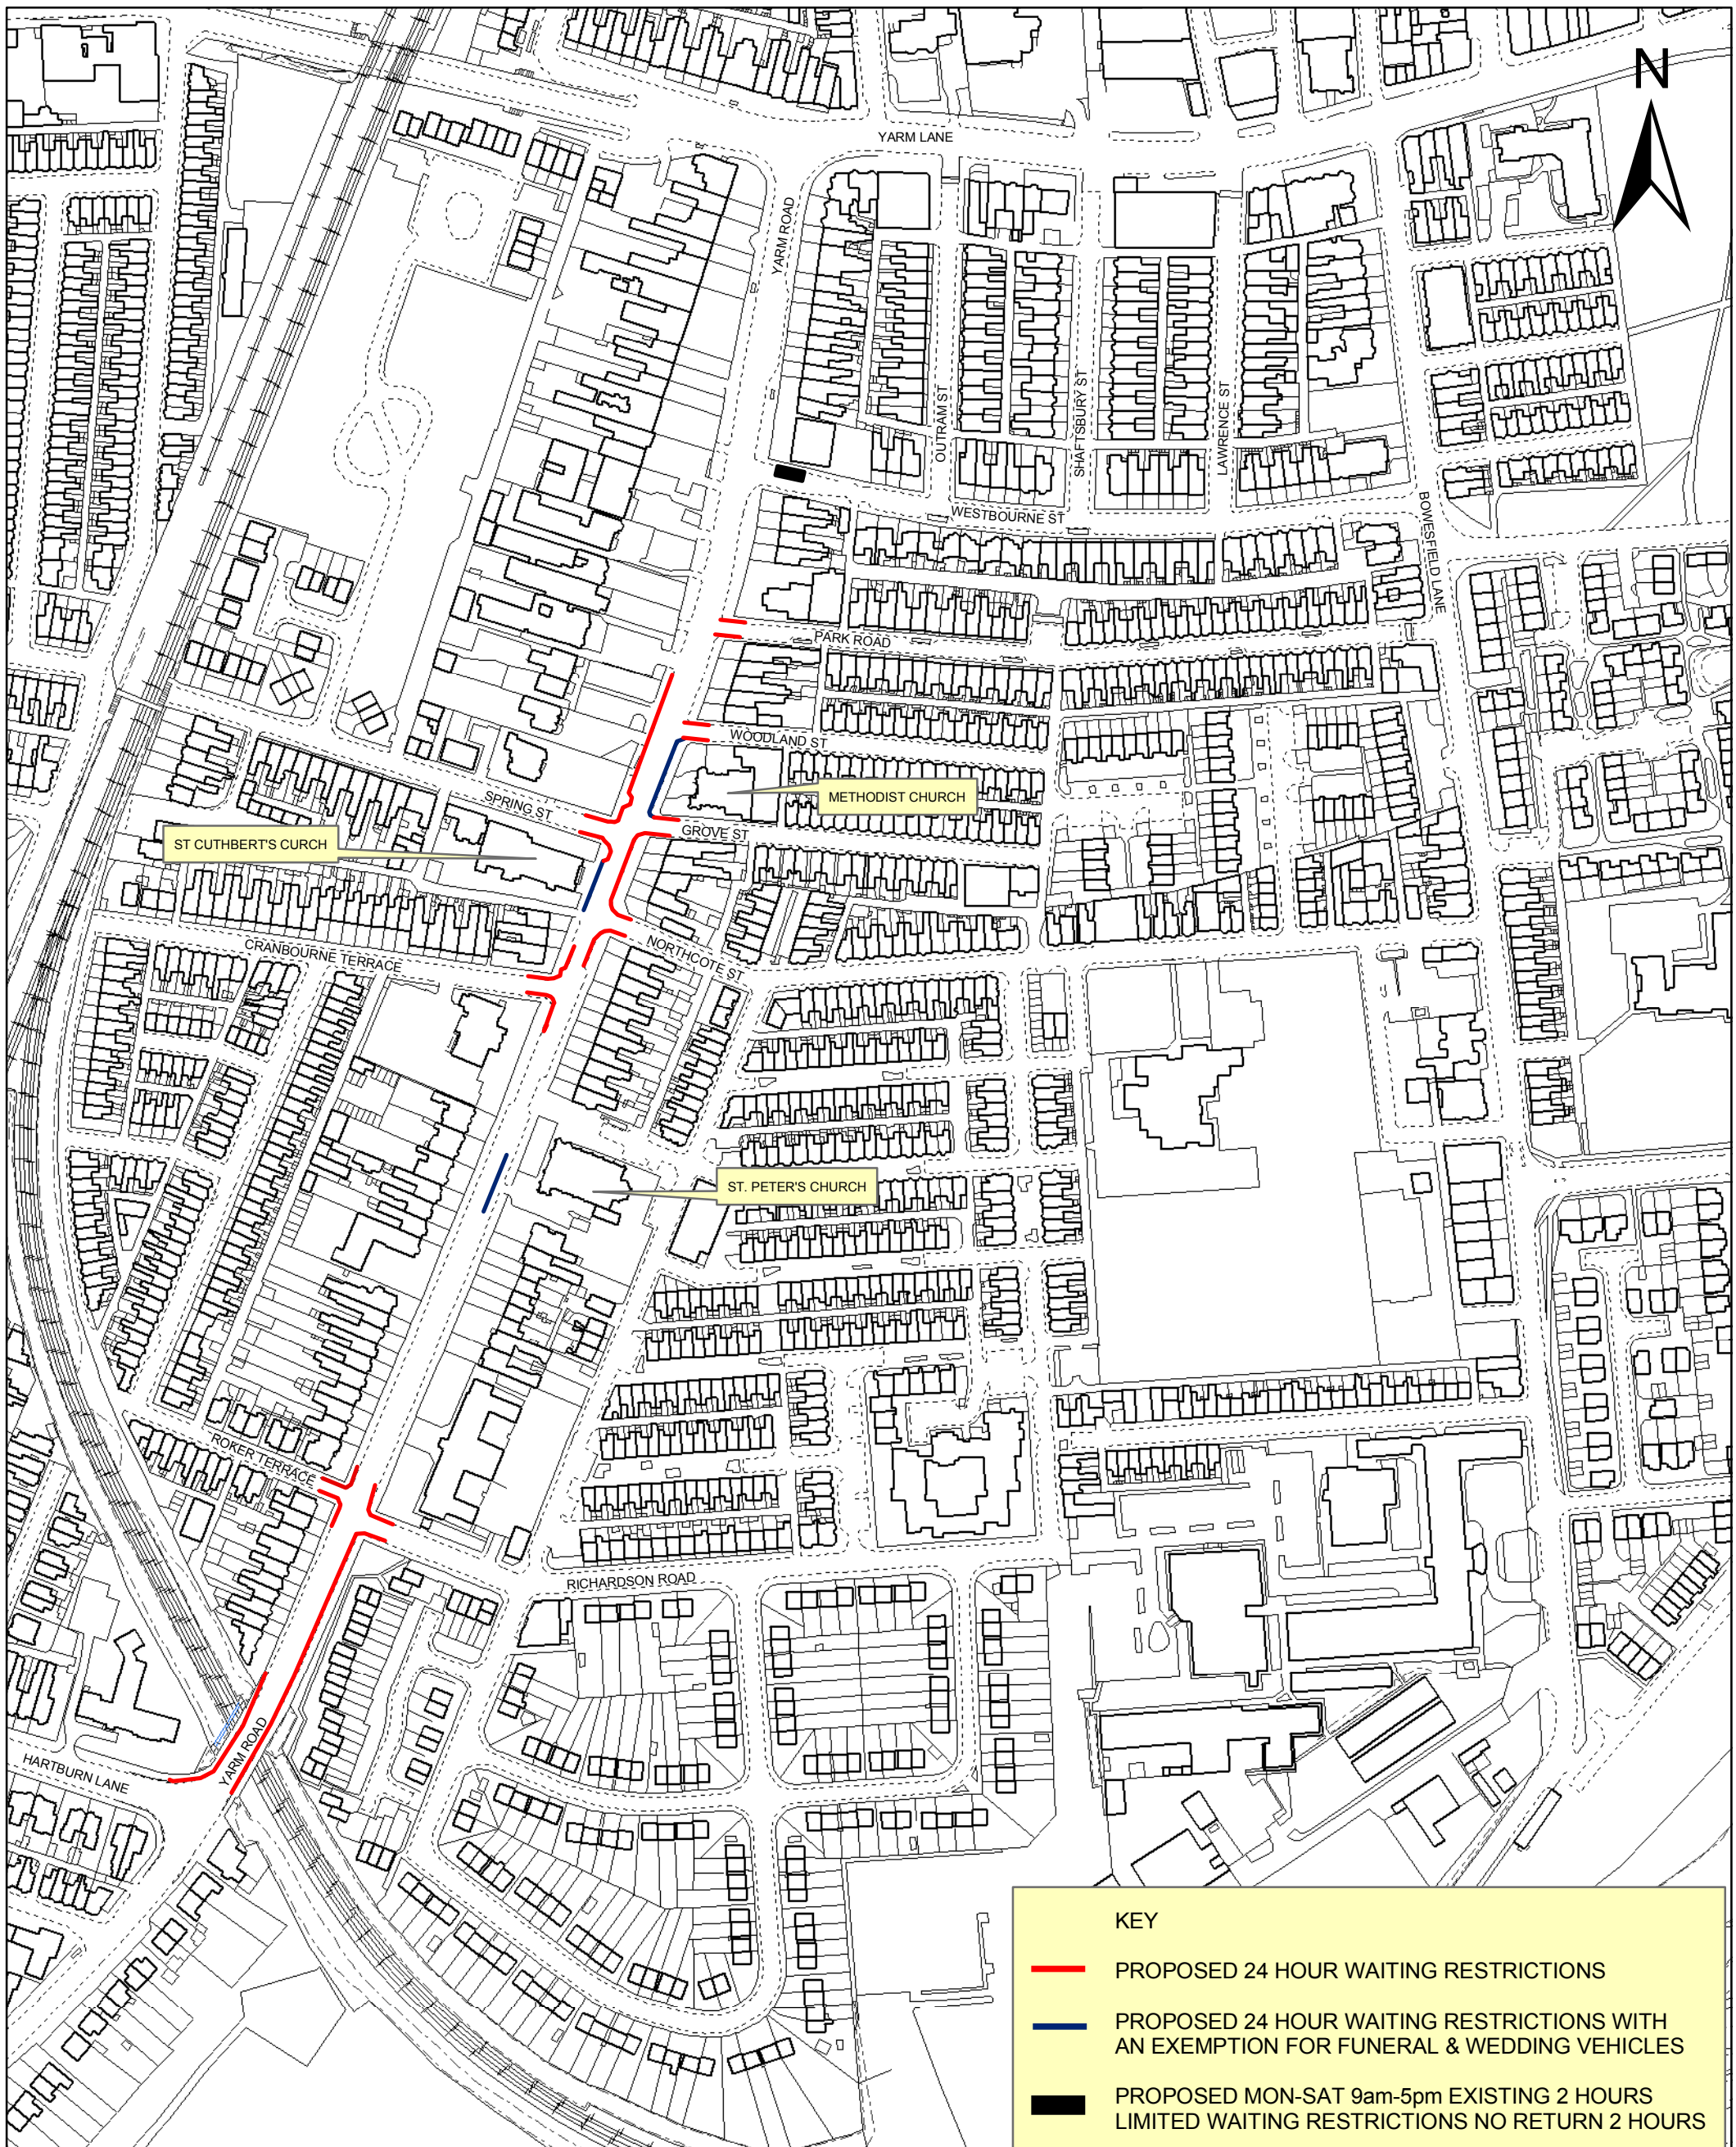 N
YARM LANE
YARM ROAD
OUTRAM ST
SHAFTSBURY ST
LAWRENCE ST
WESTBOURNE ST
BOWESFIELD LANE
PARK ROAD
WOODLAND ST
METHODIST CHURCH
SPRING ST
GROVE ST
ST CUTHBERT'S CURCH
CRANBOURNE TERRACE
NORTHCOTE ST
ST. PETER'S CHURCH
ROKER TERRACE
RICHARDSON ROAD
YARM ROAD
HARTBURN LANE
KEY
PROPOSED 24 HOUR WAITING RESTRICTIONS
PROPOSED 24 HOUR WAITING RESTRICTIONS WITH
AN EXEMPTION FOR FUNERAL & WEDDING VEHICLES
PROPOSED MON-SAT 9am-5pm EXISTING 2 HOURS
LIMITED WAITING RESTRICTIONS NO RETURN 2 HOURS